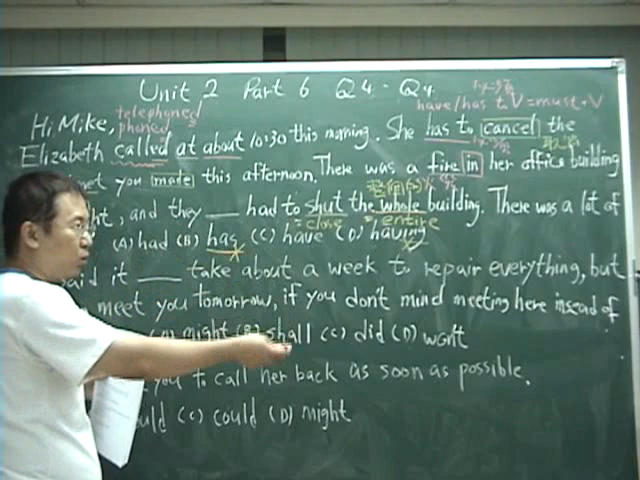 Unit 2 Part 6 Q4 - Q4
have/has to V = must + V
telephoned
phoned
Hi Mike,
Elizabeth called at about 10:30 this morning. She has to cancel the
you made this afternoon. There was a fire in her office building
and they ___ had to shut the whole building. There was a lot of
= close = entire
(A) had (B) has (C) have (D) having
said it ___ take about a week to repair everything, but
meet you tomorrow, if you don't mind meeting here instead of
might (B) shall (C) did (D) won't
you to call her back as soon as possible.
(C) could (D) might